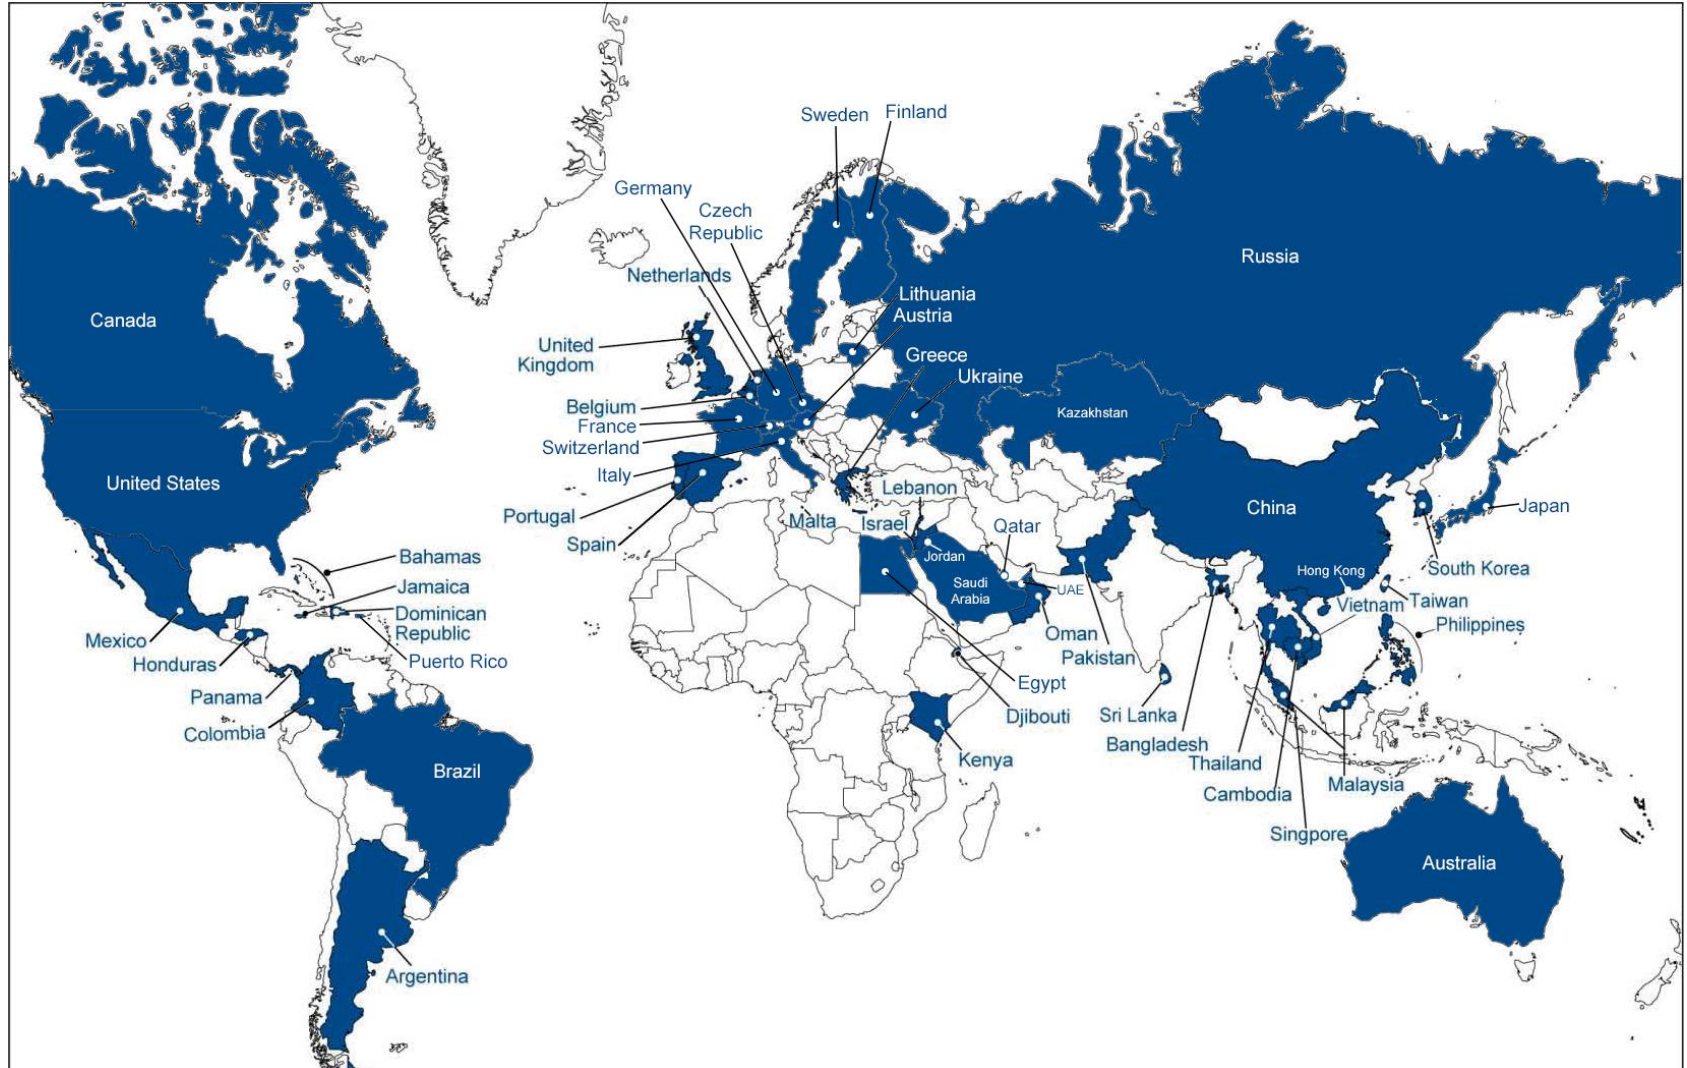 Sweden
Finland
Germany
Czech
Republic
Netherlands
Russia
Lithuania
Austria
Canada
United
Kingdom
Greece
Ukraine
Belgium
France
Switzerland
Italy
Kazakhstan
United States
Portugal
Spain
Malta
Israel
Lebanon
Qatar
Jordan
Saudi
Arabia
UAE
China
Japan
Hong Kong
South Korea
Bahamas
Jamaica
Dominican
Republic
Puerto Rico
Mexico
Honduras
Panama
Colombia
Vietnam
Taiwan
Philippines
Oman
Pakistan
Egypt
Djibouti
Kenya
Sri Lanka
Bangladesh
Thailand
Cambodia
Malaysia
Singpore
Brazil
Australia
Argentina